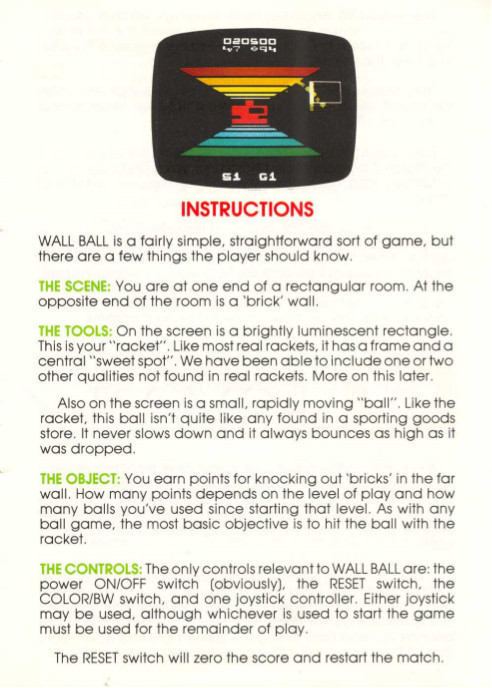 020500
47 094
S1 G1
INSTRUCTIONS
WALL BALL is a fairly simple, straightforward sort of game, but
there are a few things the player should know.
THE SCENE: You are at one end of a rectangular room. At the
opposite end of the room is a 'brick' wall.
THE TOOLS: On the screen is a brightly luminescent rectangle.
This is your "racket". Like most real rackets, it has a frame and a
central "sweet spot". We have been able to include one or two
other qualities not found in real rackets. More on this later.
Also on the screen is a small, rapidly moving "ball". Like the
racket, this ball isn't quite like any found in a sporting goods
store. It never slows down and it always bounces as high as it
was dropped.
THE OBJECT: You earn points for knocking out 'bricks' in the far
wall. How many points depends on the level of play and how
many balls you've used since starting that level. As with any
ball game, the most basic objective is to hit the ball with the
racket.
THE CONTROLS: The only controls relevant to WALL BALL are: the
power ON/OFF switch (obviously), the RESET switch, the
COLOR/BW switch, and one joystick controller. Either joystick
may be used, although whichever is used to start the game
must be used for the remainder of play.
The RESET switch will zero the score and restart the match.